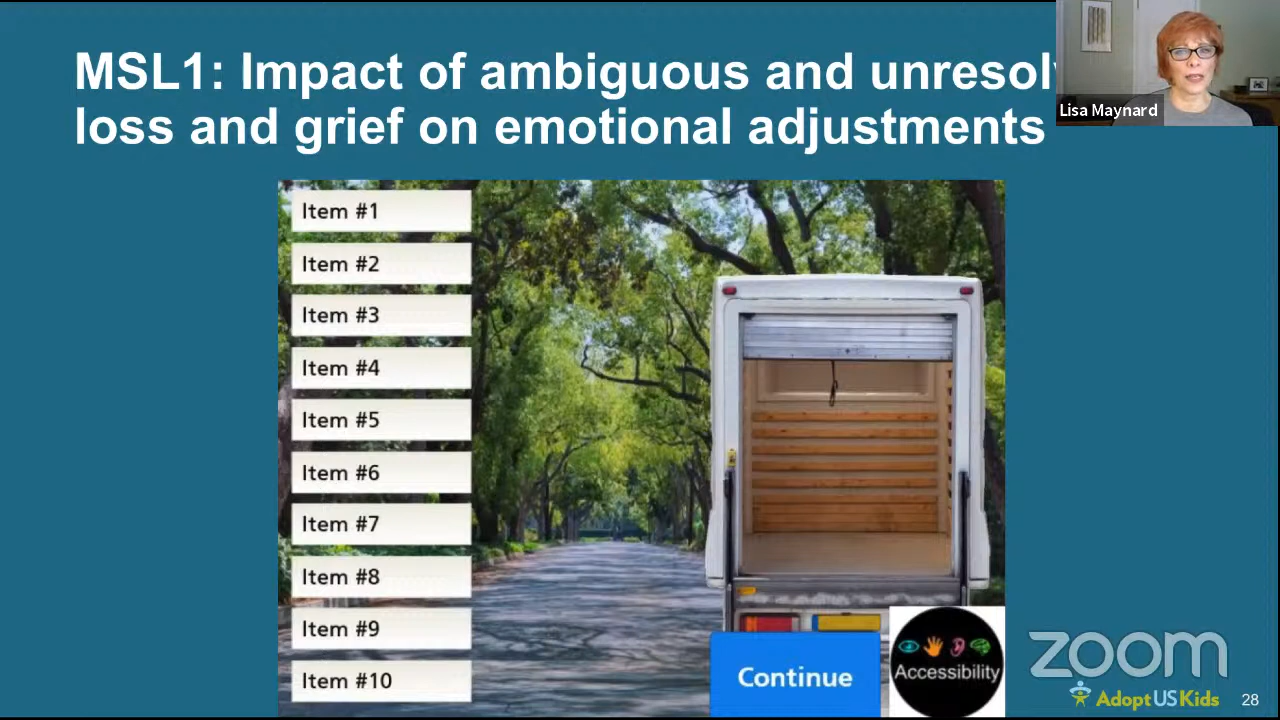 MSL1: Impact of ambiguous and unresol
loss and grief on emotional adjustments
Lisa Maynard
Item #1
Item #2
Item #3
Item #4
Item #5
Item #6
Item #7
Item #8
Item #9
Item #10
Continue
Accessibility
zoom
AdoptUSKids
28